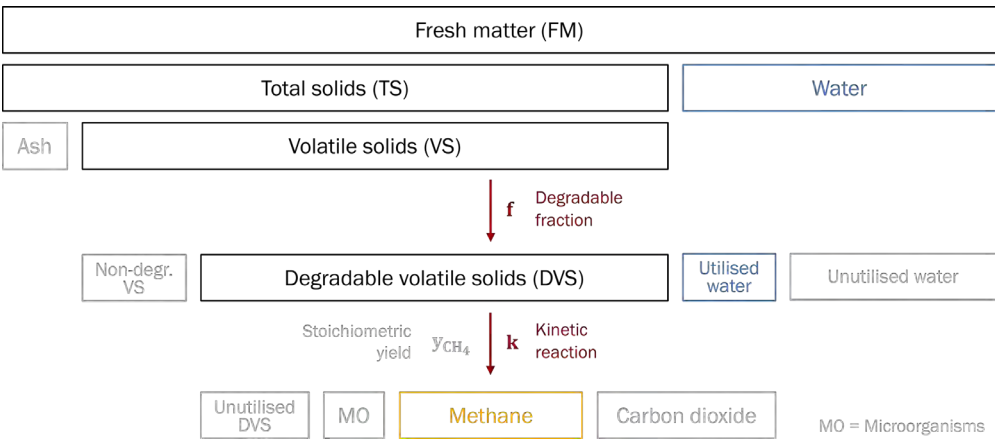 Fresh matter (FM)
Total solids (TS)
Water
Ash
Volatile solids (VS)
f
Degradable
fraction
Non-degr.
VS
Degradable volatile solids (DVS)
Utilised
water
Unutilised water
Stoichiometric
yield
yCH4
k
Kinetic
reaction
Unutilised
DVS
MO
Methane
Carbon dioxide
MO = Microorganisms